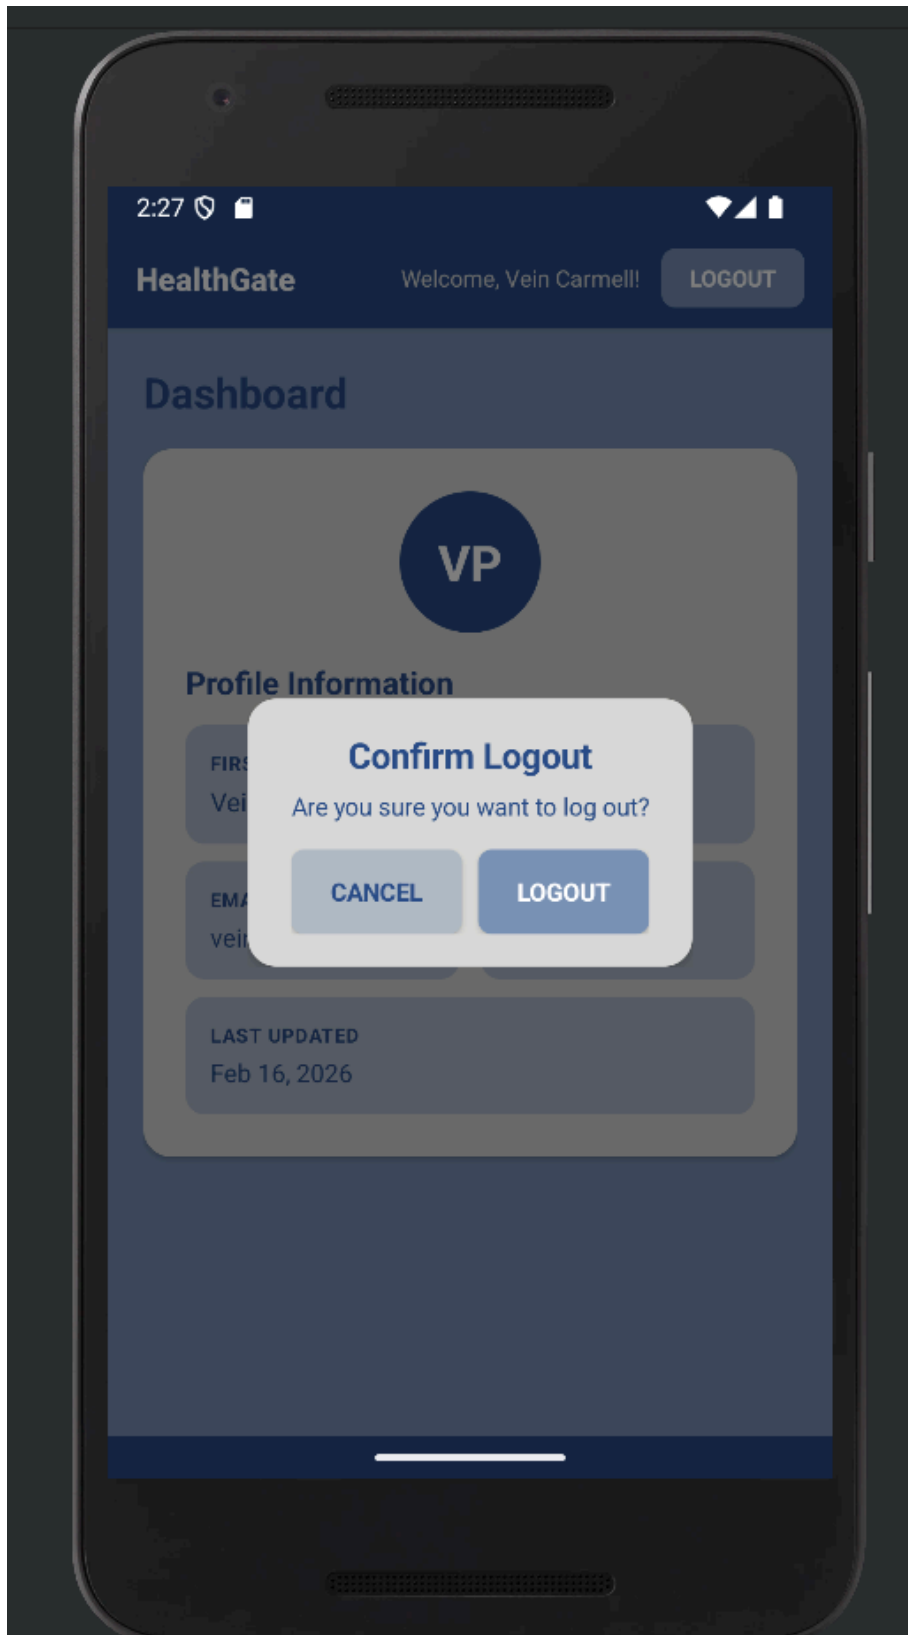 2:27
HealthGate
Welcome, Vein Carmell!
LOGOUT
Dashboard
VP
Profile Information
Confirm Logout
Are you sure you want to log out?
CANCEL
LOGOUT
LAST UPDATED
Feb 16, 2026